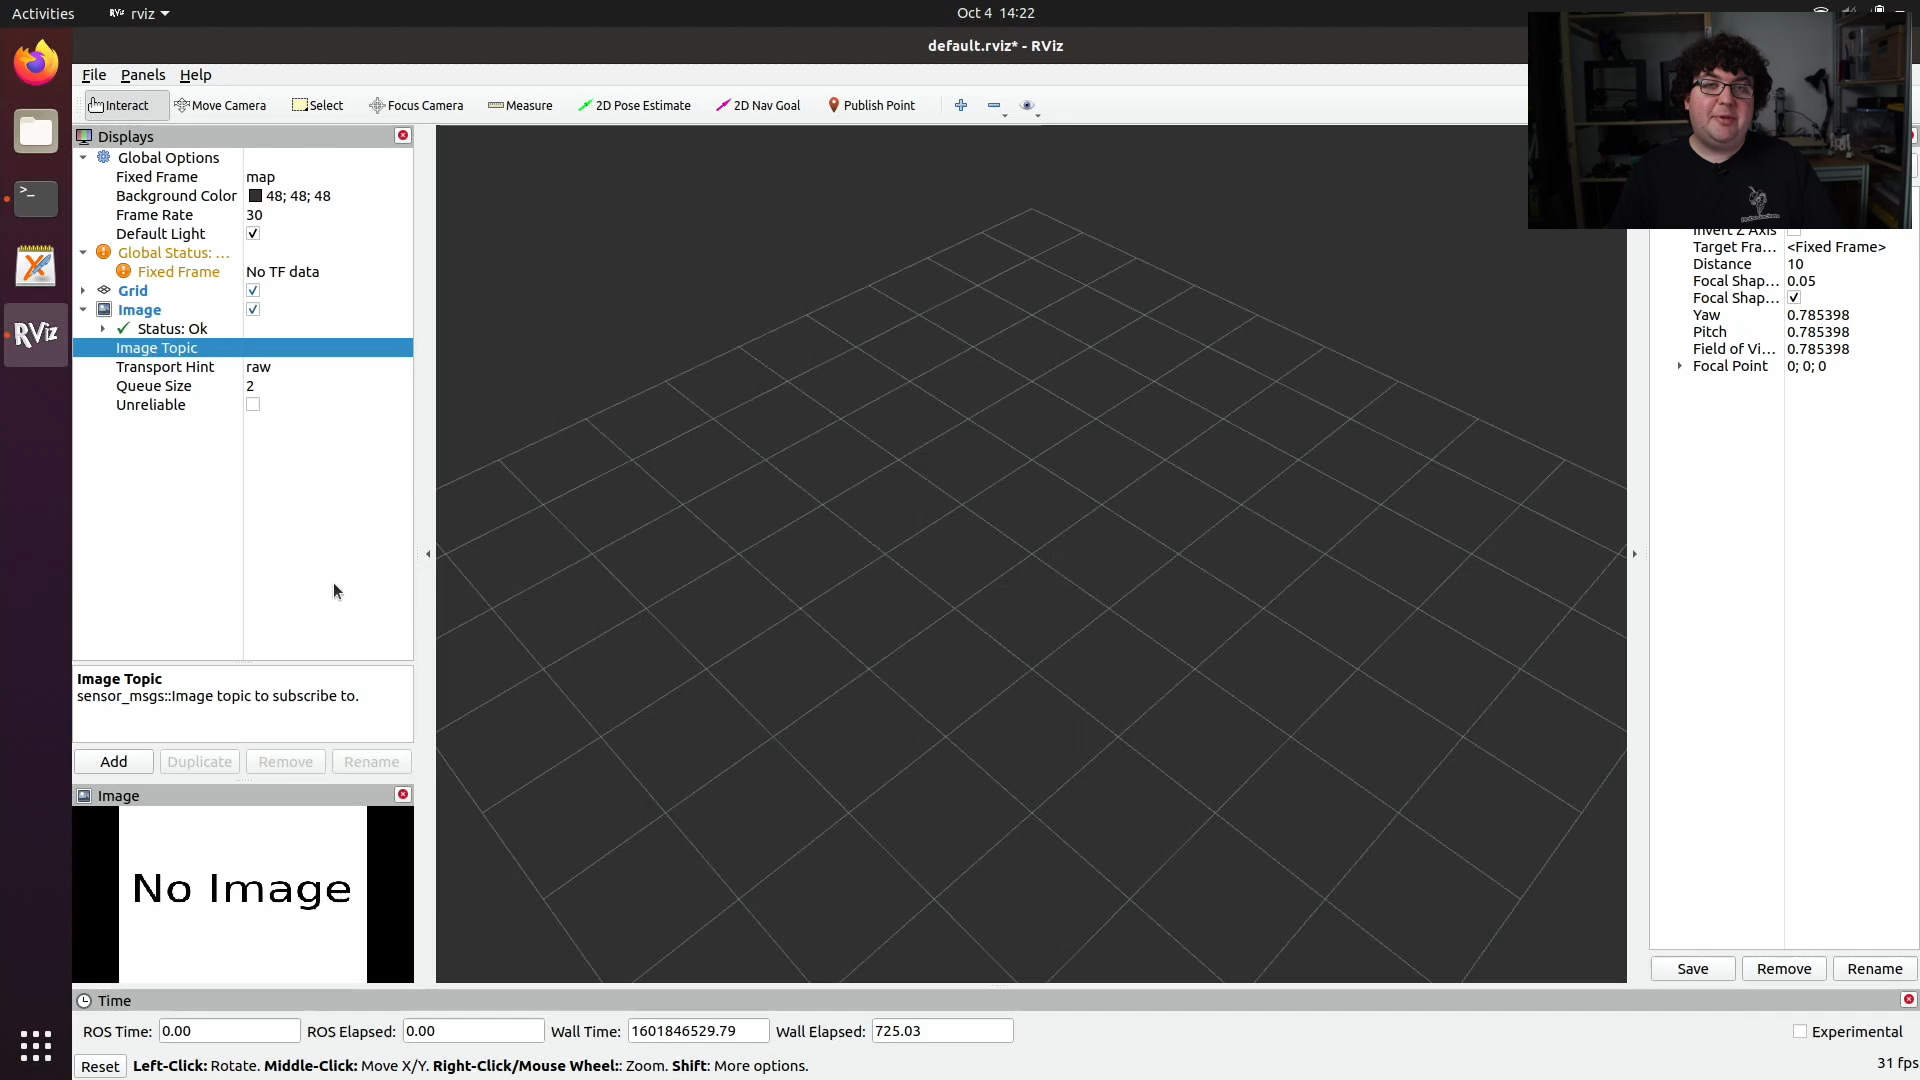 Activities
RViz rviz
Oct 4 14:22
default.rviz* - RViz
File Panels Help
Interact Move Camera Select Focus Camera Measure 2D Pose Estimate 2D Nav Goal Publish Point
Displays
Global Options
Fixed Frame map
Background Color 48; 48; 48
Frame Rate 30
Default Light
Global Status: ...
Fixed Frame No TF data
Grid
Image
Status: Ok
Image Topic
Transport Hint raw
Queue Size 2
Unreliable
Image Topic
sensor_msgs::Image topic to subscribe to.
Add Duplicate Remove Rename
Image
No Image
>_
RViz
Invert Z Axis
Target Fra... <Fixed Frame>
Distance 10
Focal Shap... 0.05
Focal Shap...
Yaw 0.785398
Pitch 0.785398
Field of Vi... 0.785398
Focal Point 0; 0; 0
Save Remove Rename
Time
ROS Time: 0.00 ROS Elapsed: 0.00 Wall Time: 1601846529.79 Wall Elapsed: 725.03 Experimental
Reset Left-Click: Rotate. Middle-Click: Move X/Y. Right-Click/Mouse Wheel:: Zoom. Shift: More options. 31 fps